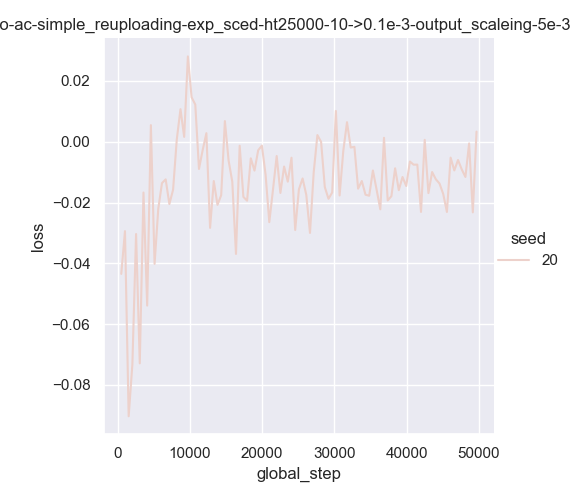 o-ac-simple_reuploading-exp_sced-ht25000-10->0.1e-3-output_scaleing-5e-3
loss
0.02
0.00
−0.02
−0.04
−0.06
−0.08
0 10000 20000 30000 40000 50000
global_step
seed
20